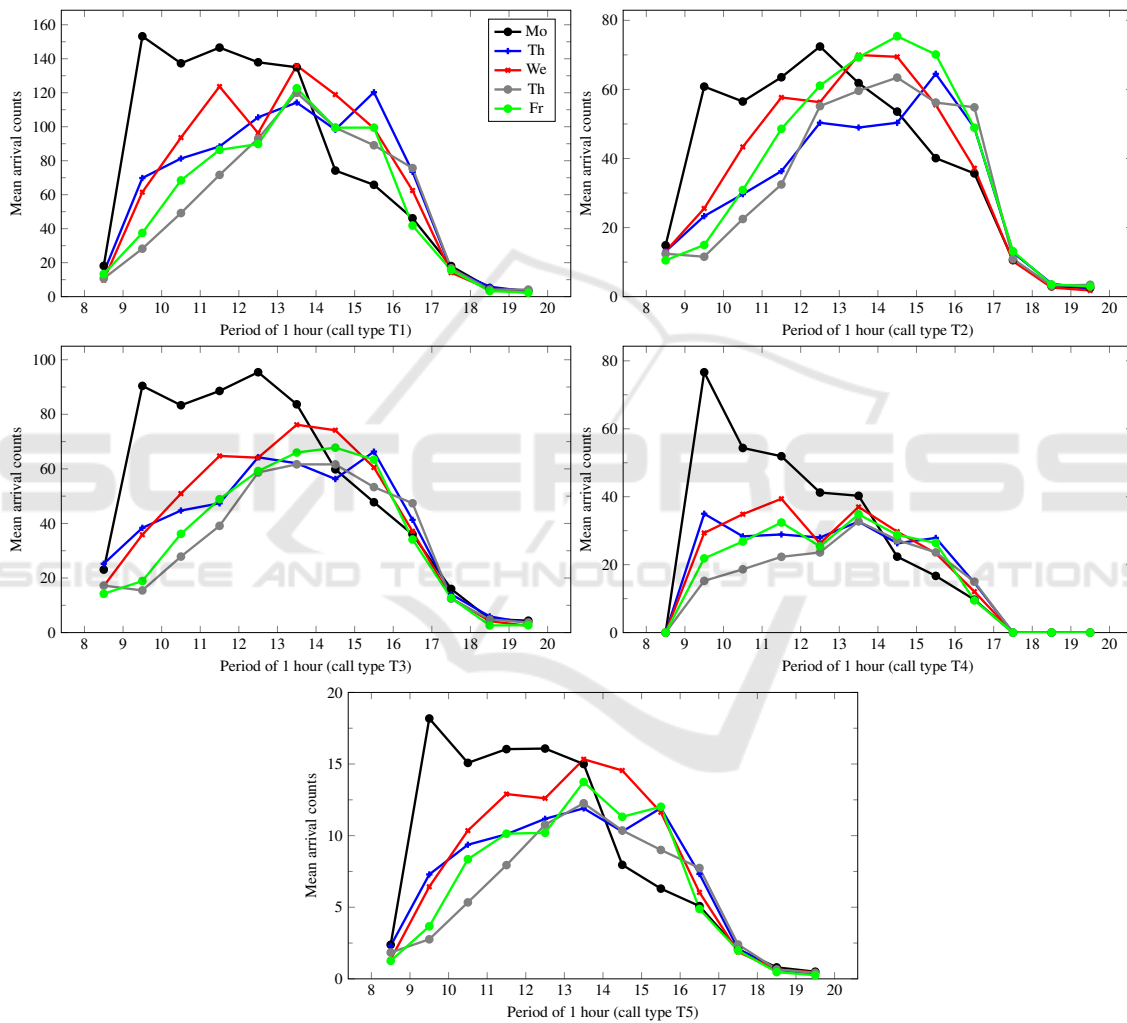 160
140
120
100
80
60
40
20
0
Mean arrival counts
Mo
Th
We
Th
Fr
8 9 10 11 12 13 14 15 16 17 18 19 20
Period of 1 hour (call type T1)
80
60
40
20
0
Mean arrival counts
8 9 10 11 12 13 14 15 16 17 18 19 20
Period of 1 hour (call type T2)
100
80
60
40
20
0
Mean arrival counts
8 9 10 11 12 13 14 15 16 17 18 19 20
Period of 1 hour (call type T3)
80
60
40
20
0
Mean arrival counts
8 9 10 11 12 13 14 15 16 17 18 19 20
Period of 1 hour (call type T4)
SCITEPRESS
SCIENCE AND TECHNOLOGY PUBLICATIONS
20
15
10
5
0
Mean arrival counts
8 9 10 11 12 13 14 15 16 17 18 19 20
Period of 1 hour (call type T5)